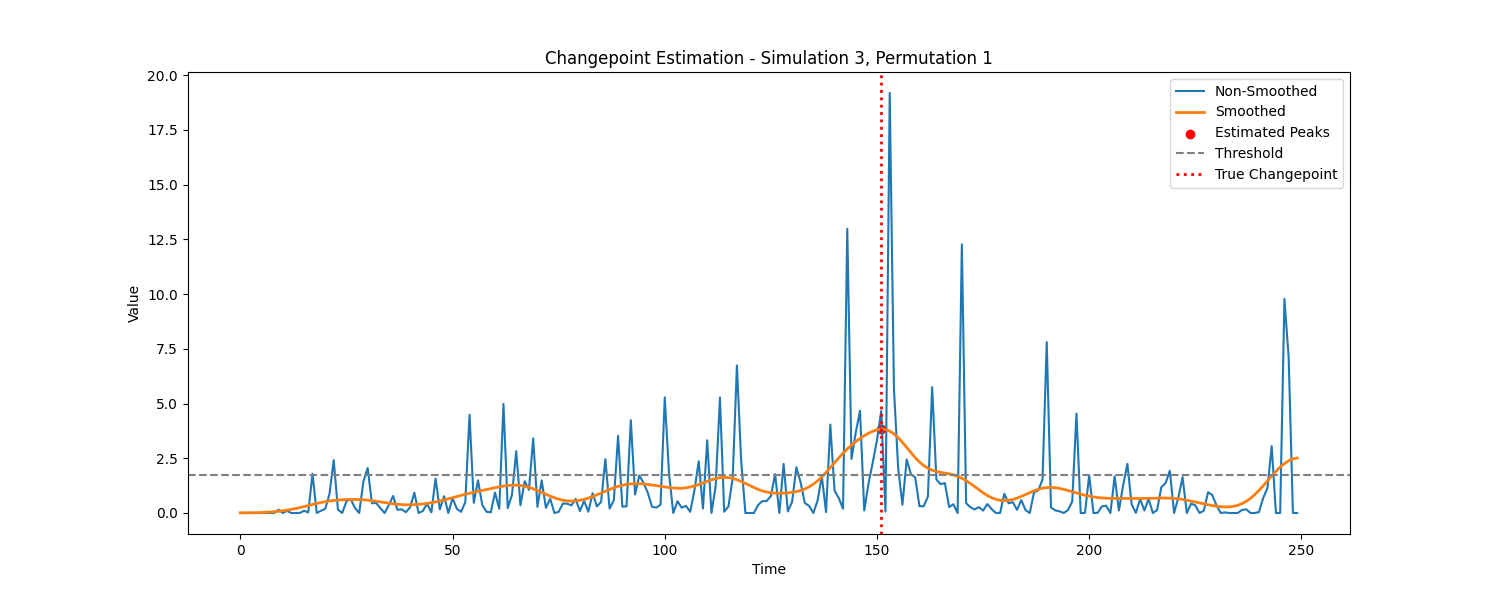 Changepoint Estimation - Simulation 3, Permutation 1
20.0
17.5
15.0
12.5
10.0
7.5
5.0
2.5
0.0
Value
0 50 100 150 200 250
Time
Non-Smoothed
Smoothed
Estimated Peaks
Threshold
True Changepoint